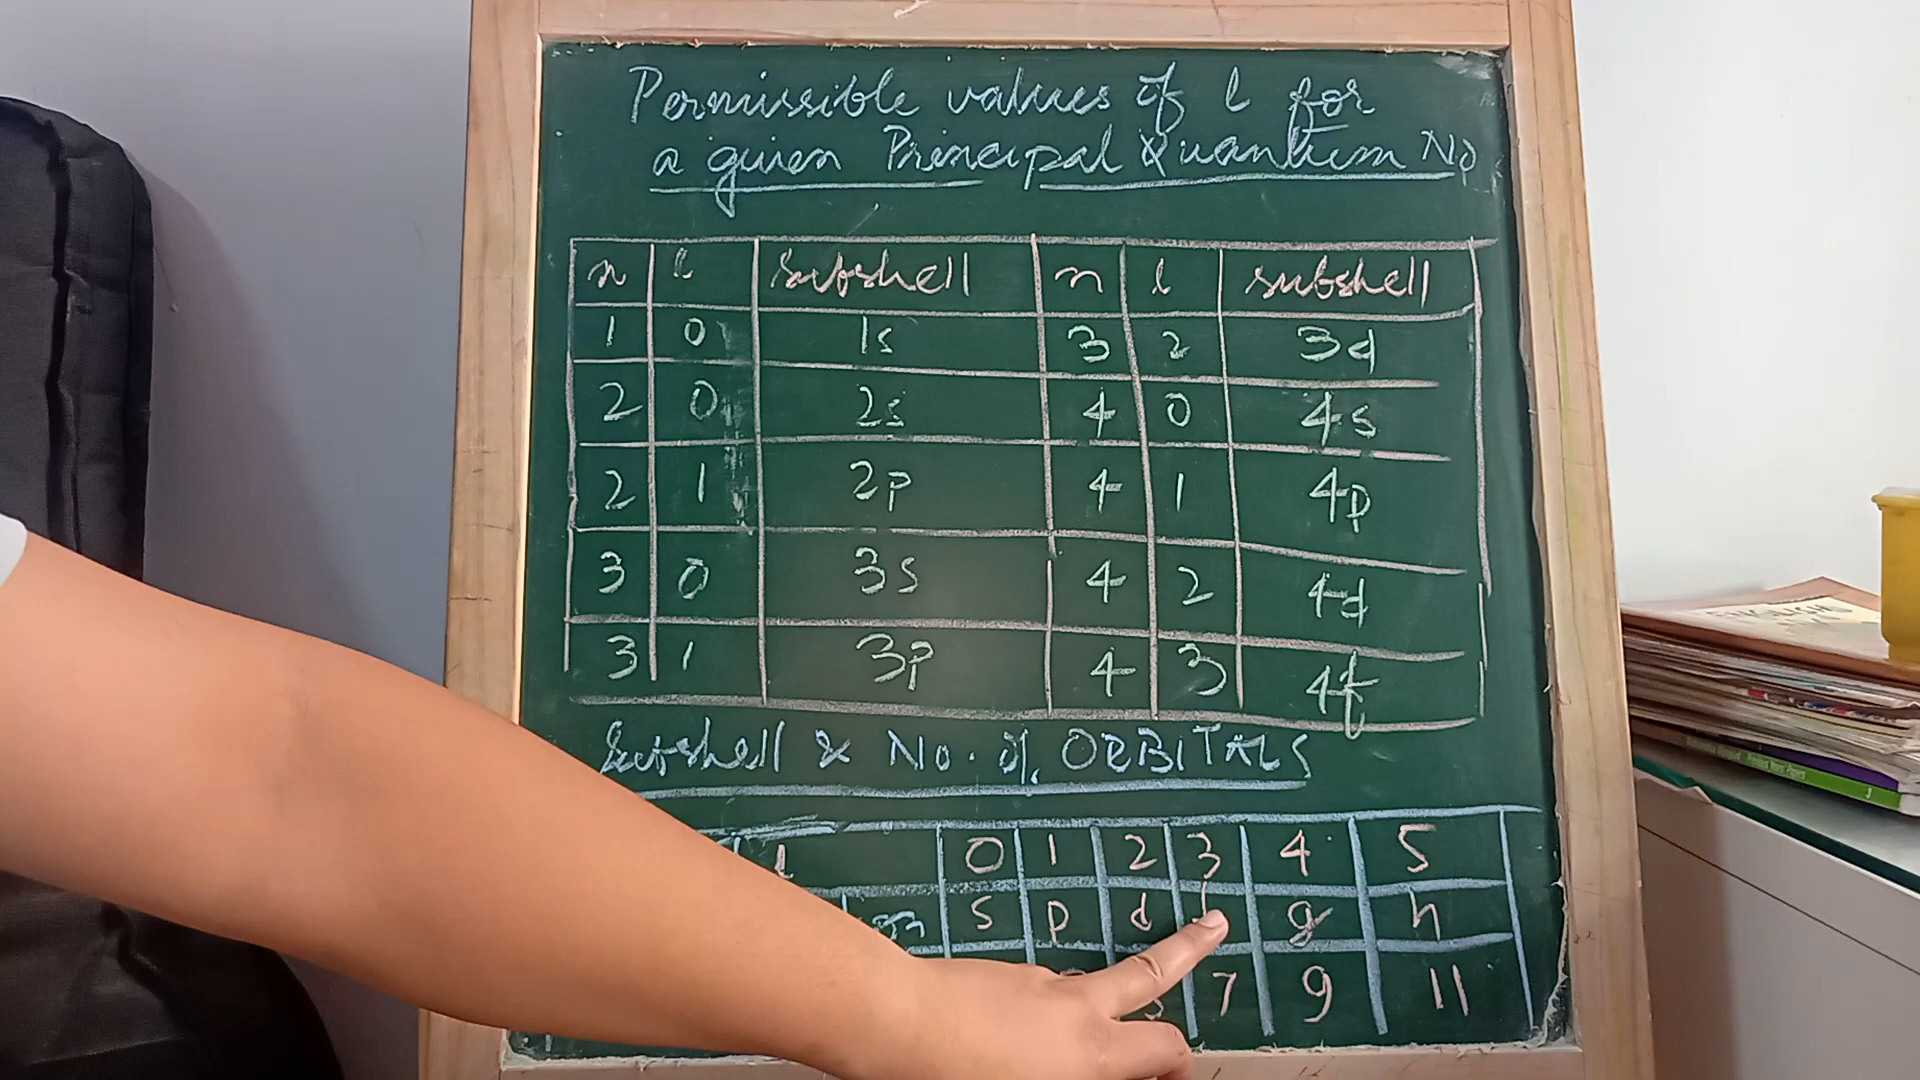 Permissible values of l for
a given Principal Quantum No
n l subshell n l subshell
1 0 1s 3 2 3d
2 0 2s 4 0 4s
2 1 2p 4 1 4p
3 0 3s 4 2 4d
3 1 3p 4 3 4f
Subshell & No. of ORBITALS
l 0 1 2 3 4 5
s p d g h
7 9 11